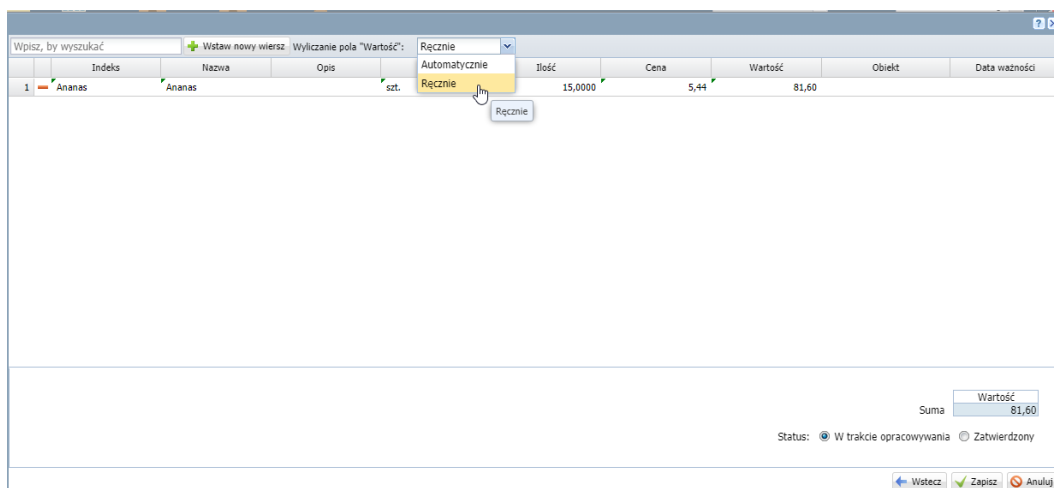 Wpisz, by wyszukać Wstaw nowy wiersz Wyliczanie pola "Wartość": Ręcznie
Automatycznie
Ręcznie
Ręcznie
Indeks Nazwa Opis Ilość Cena Wartość Obiekt Data ważności
1 Ananas Ananas szt. 15,0000 5,44 81,60
Wartość
Suma 81,60
Status: W trakcie opracowywania Zatwierdzony
Wstecz Zapisz Anuluj